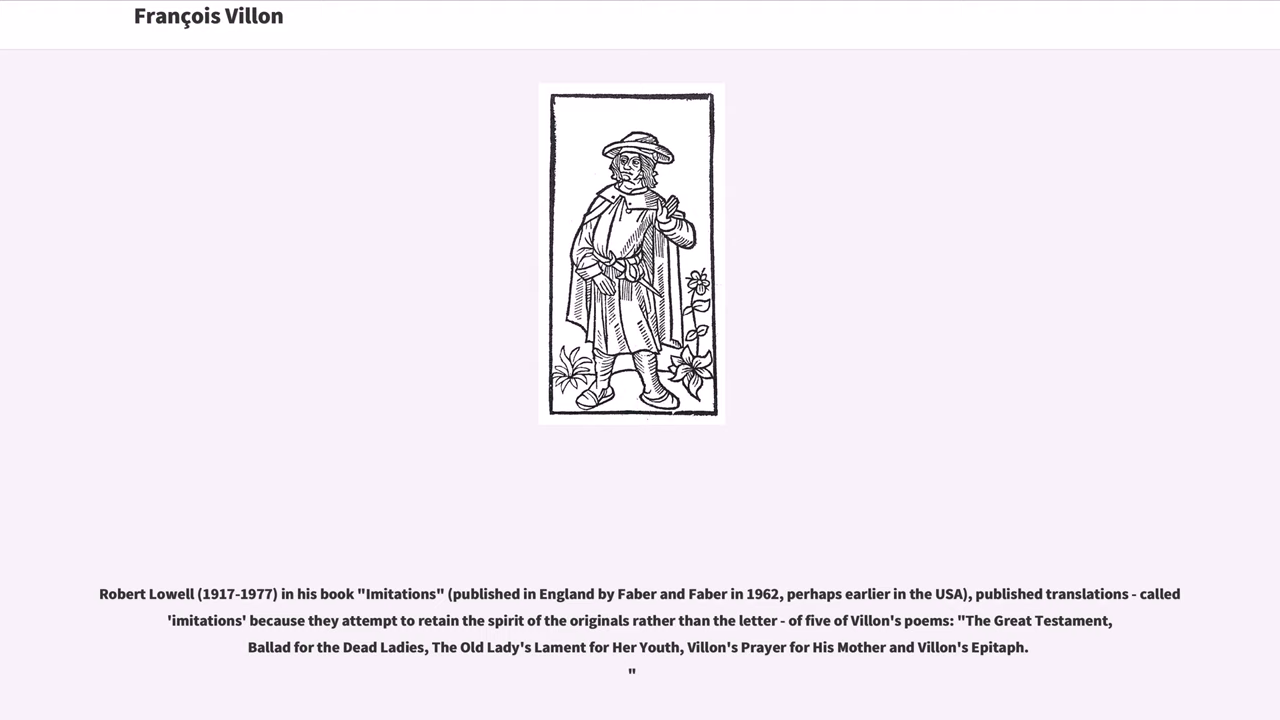 François Villon
Robert Lowell (1917-1977) in his book "Imitations" (published in England by Faber and Faber in 1962, perhaps earlier in the USA), published translations - called
'imitations' because they attempt to retain the spirit of the originals rather than the letter - of five of Villon's poems: "The Great Testament,
Ballad for the Dead Ladies, The Old Lady's Lament for Her Youth, Villon's Prayer for His Mother and Villon's Epitaph.
"